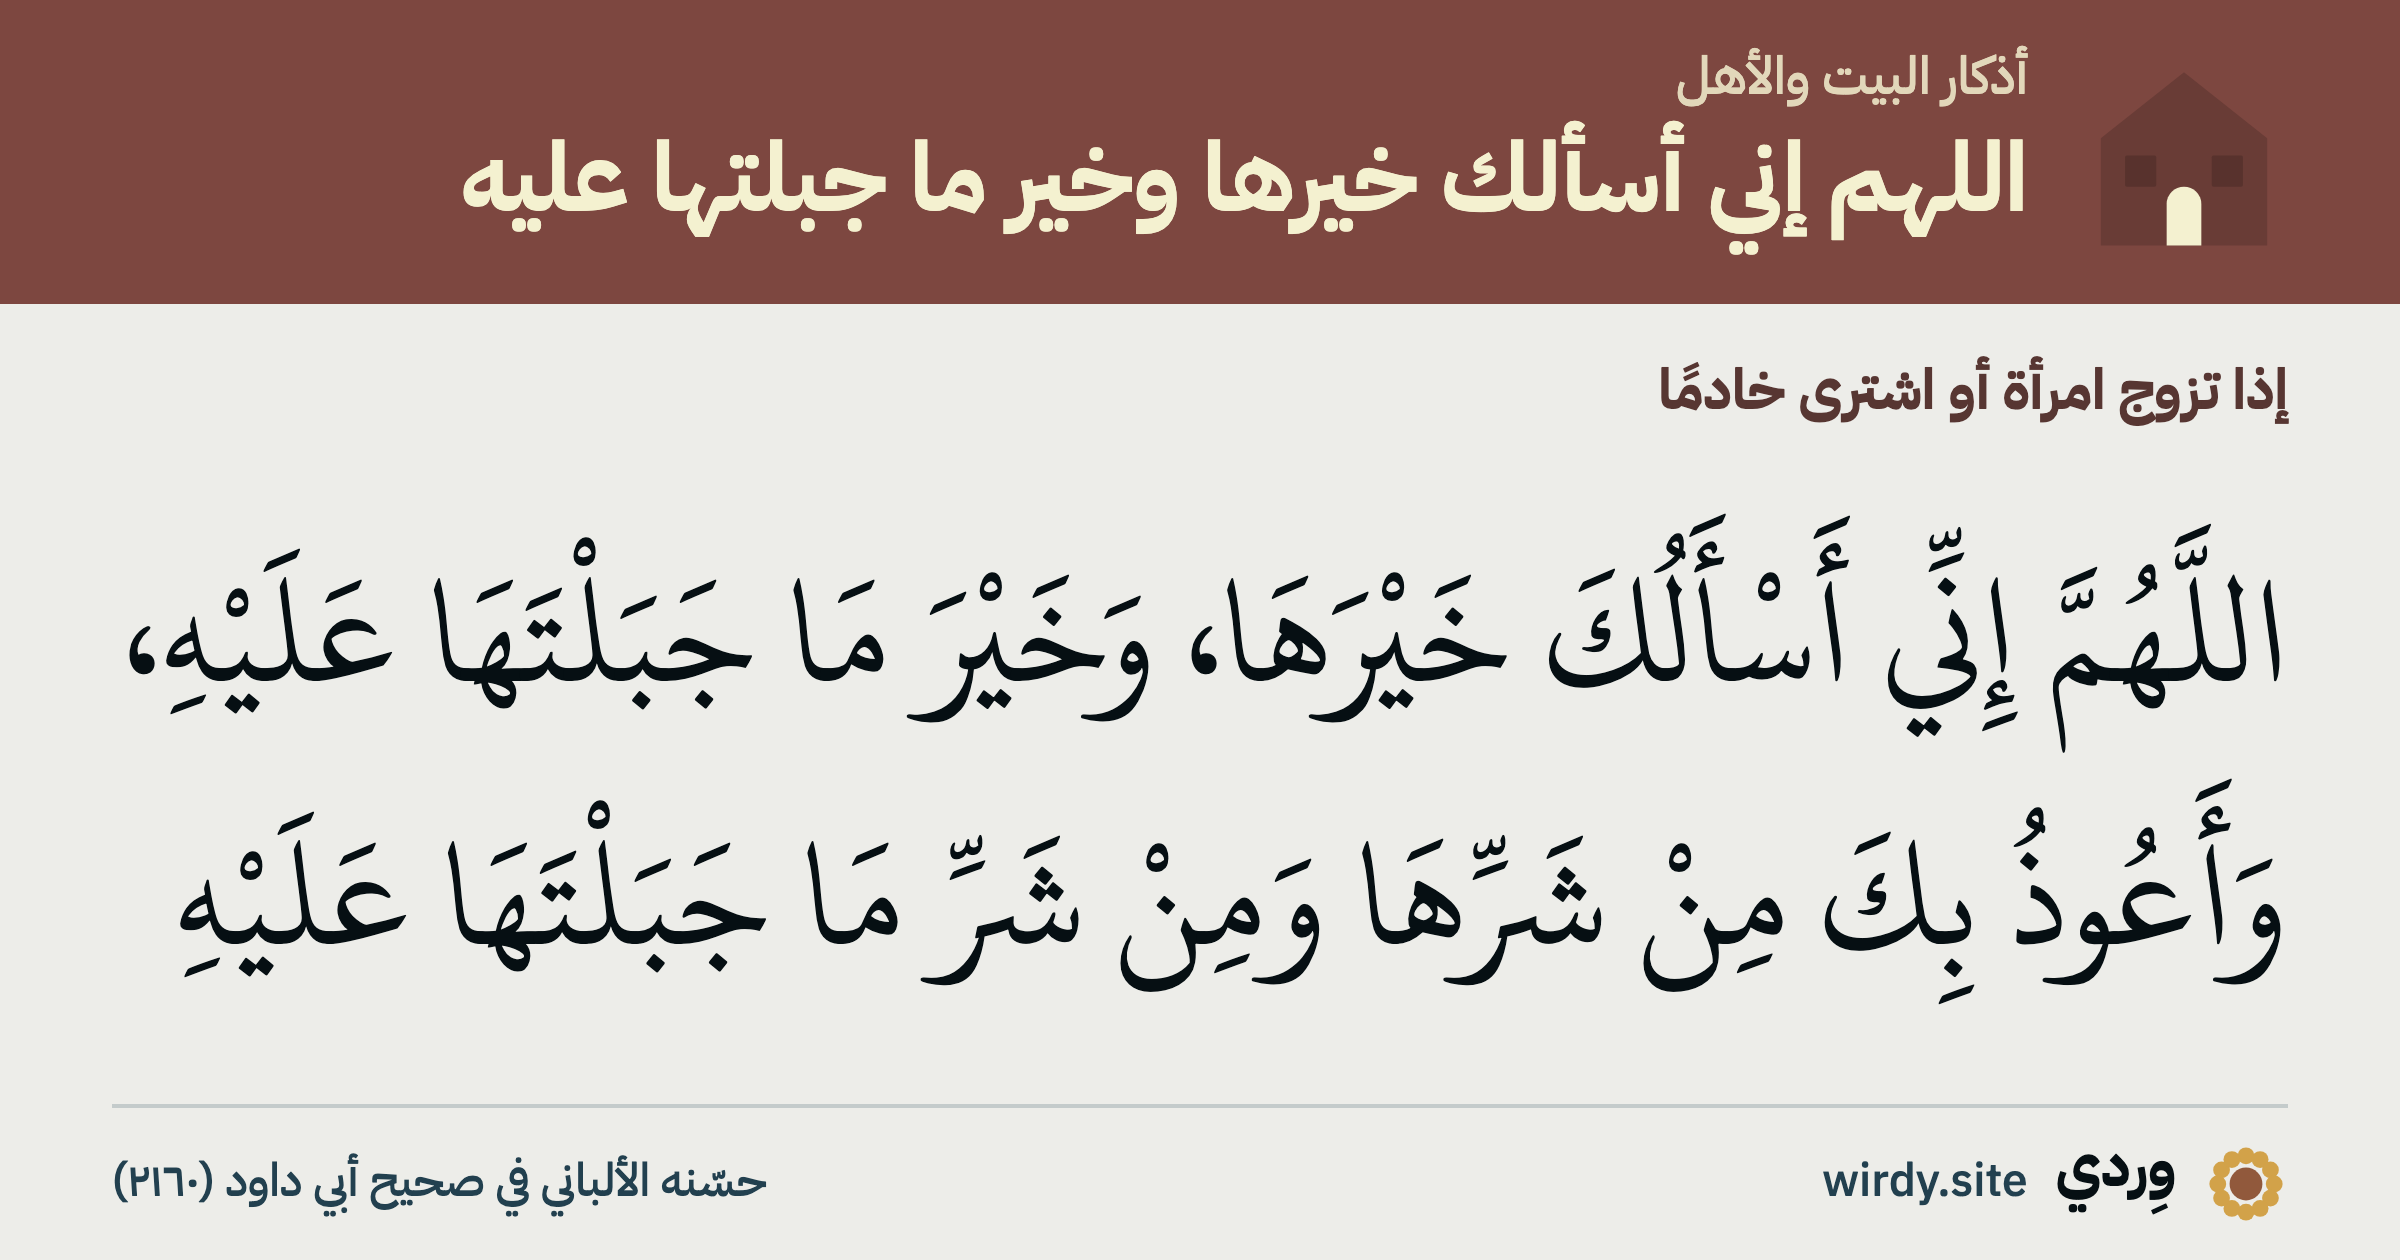 أذكار البيت والأهل
اللهم إني أسألك خيرها وخير ما جبلتها عليه
إذا تزوج امرأة أو اشترى خادمًا
اللَّهُمَّ إِنِّي أَسْأَلُكَ خَيْرَهَا، وَخَيْرَ مَا جَبَلْتَهَا عَلَيْهِ،
وَأَعُوذُ بِكَ مِنْ شَرِّهَا وَمِنْ شَرِّ مَا جَبَلْتَهَا عَلَيْهِ
وِردي wirdy.site
حسّنه الألباني في صحيح أبي داود (٢١٦٠)